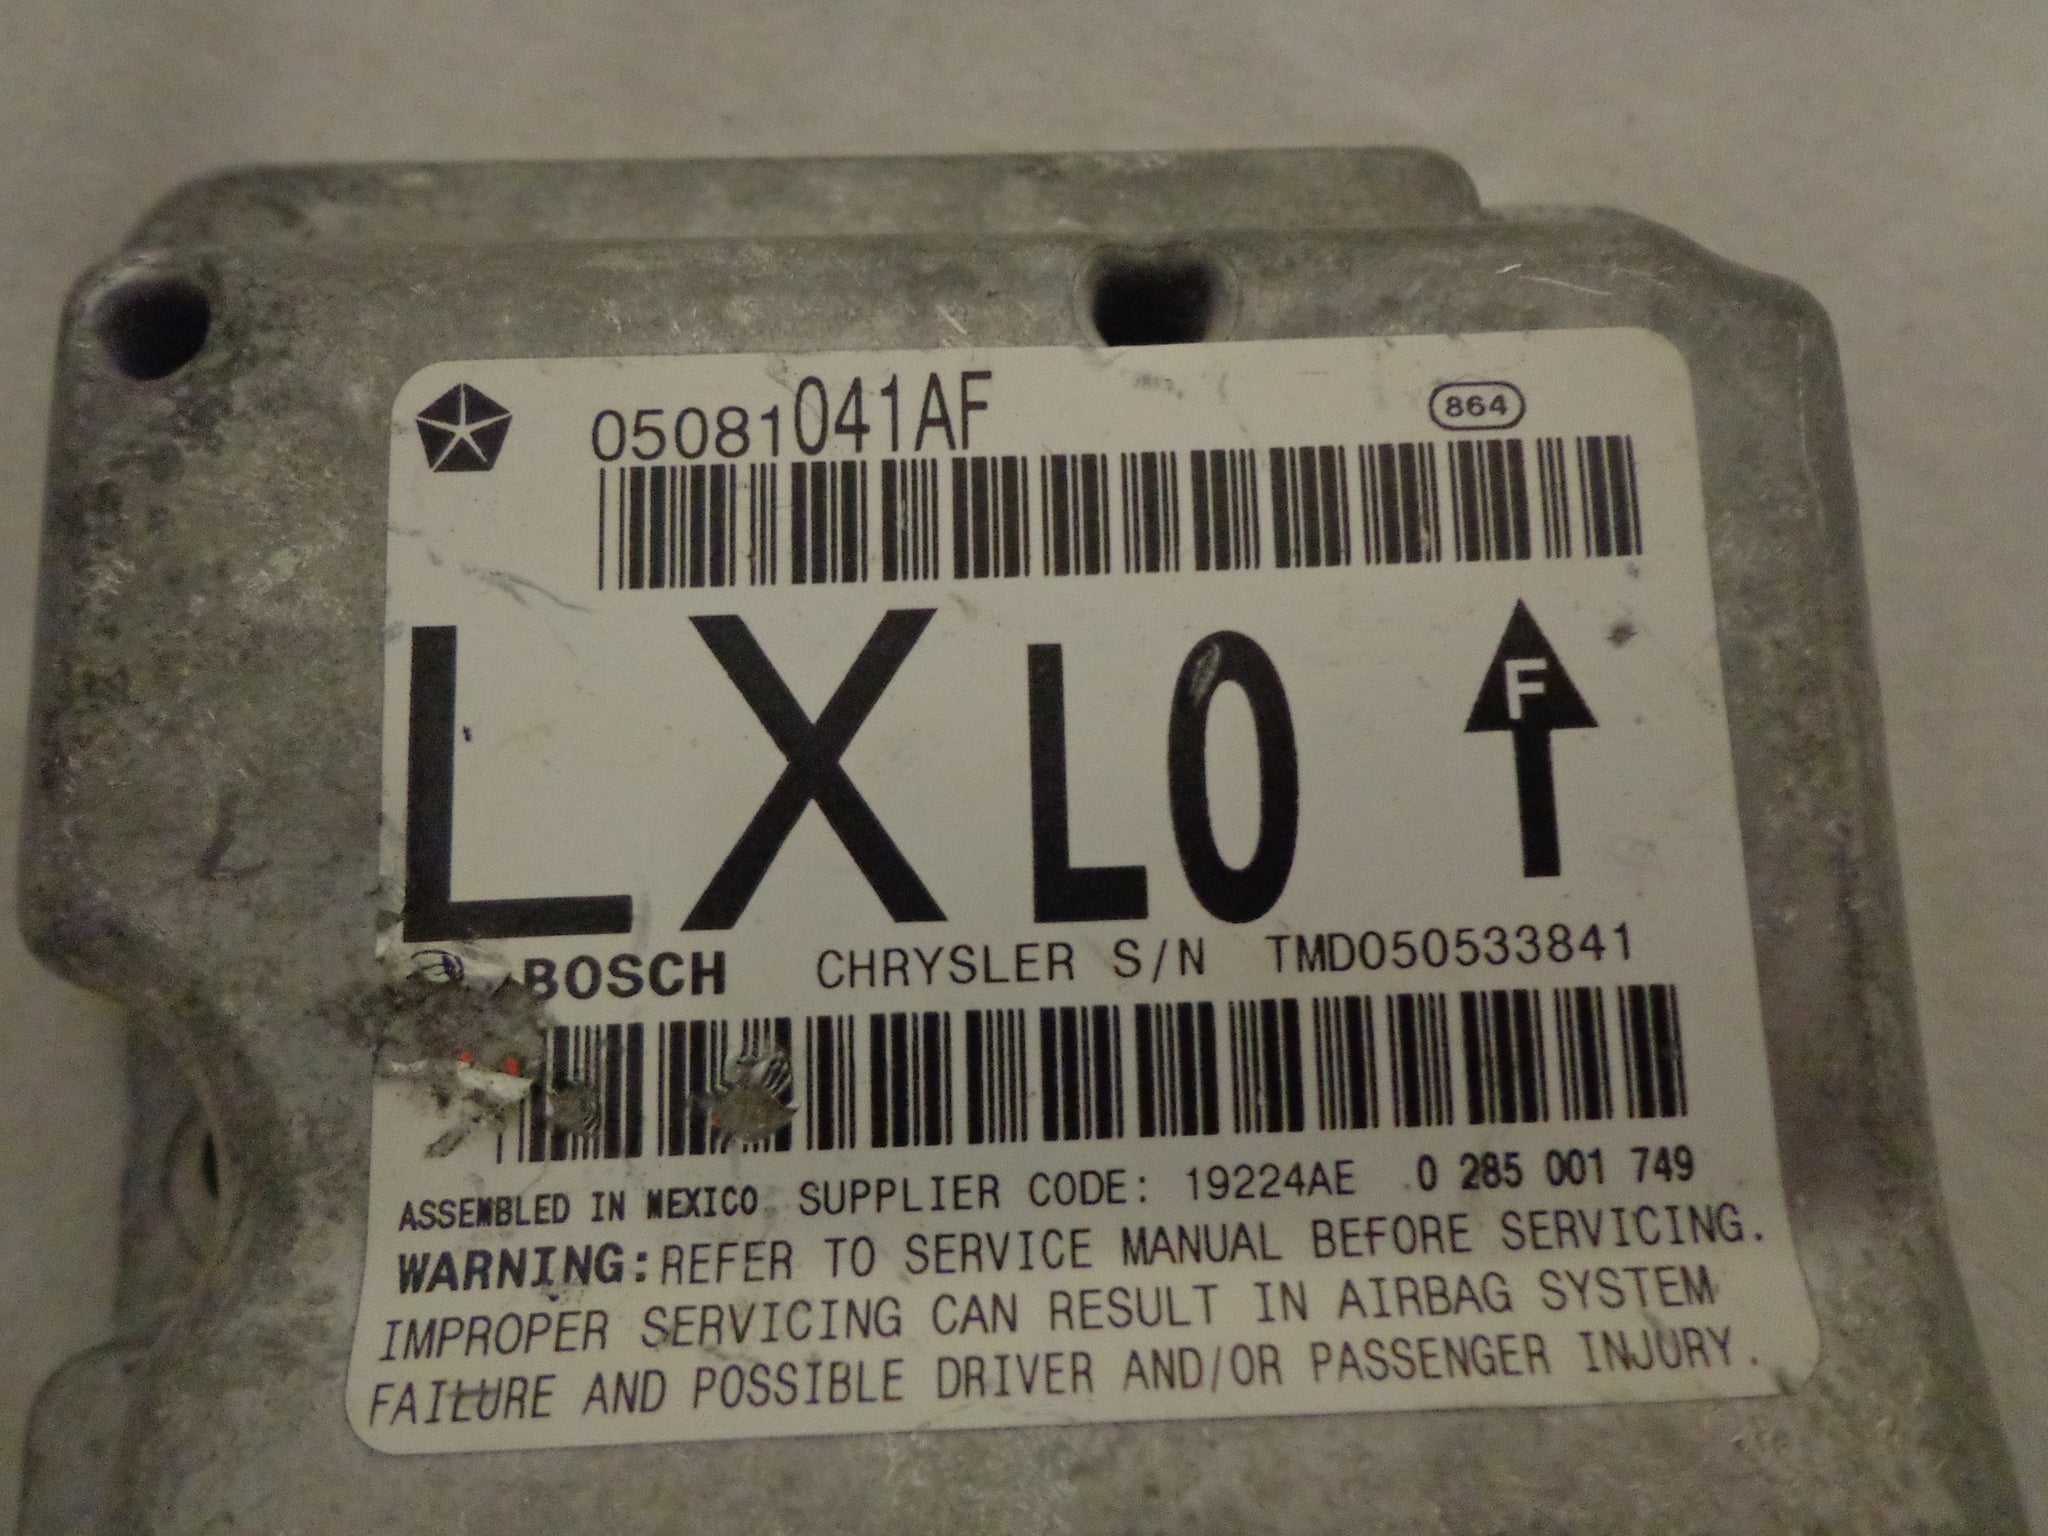 05081041AF
864
LXL0
F
BOSCH CHRYSLER S/N TMD050533841
ASSEMBLED IN MEXICO SUPPLIER CODE: 19224AE 0 285 001 749
WARNING: REFER TO SERVICE MANUAL BEFORE SERVICING.
IMPROPER SERVICING CAN RESULT IN AIRBAG SYSTEM
FAILURE AND POSSIBLE DRIVER AND/OR PASSENGER INJURY.